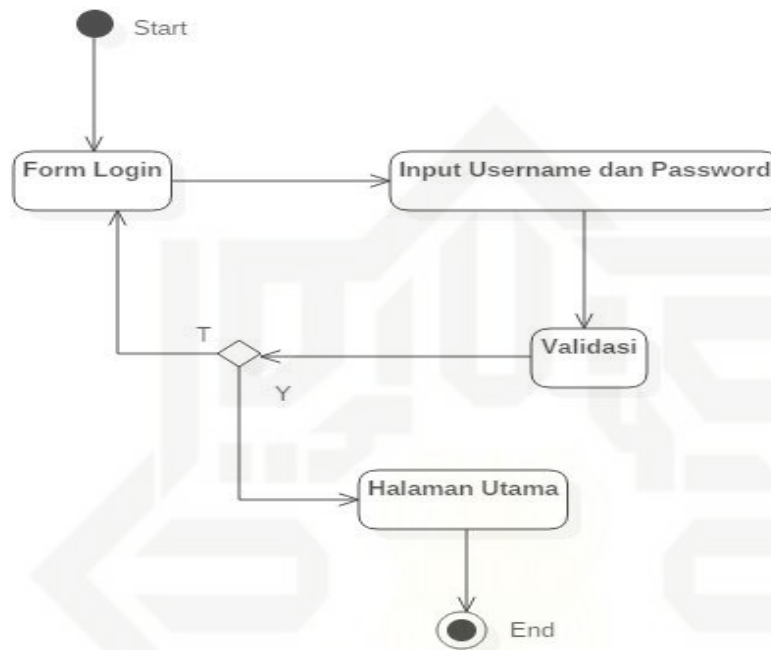 Start
Form Login
Input Username dan Password
T
Validasi
Y
Halaman Utama
End